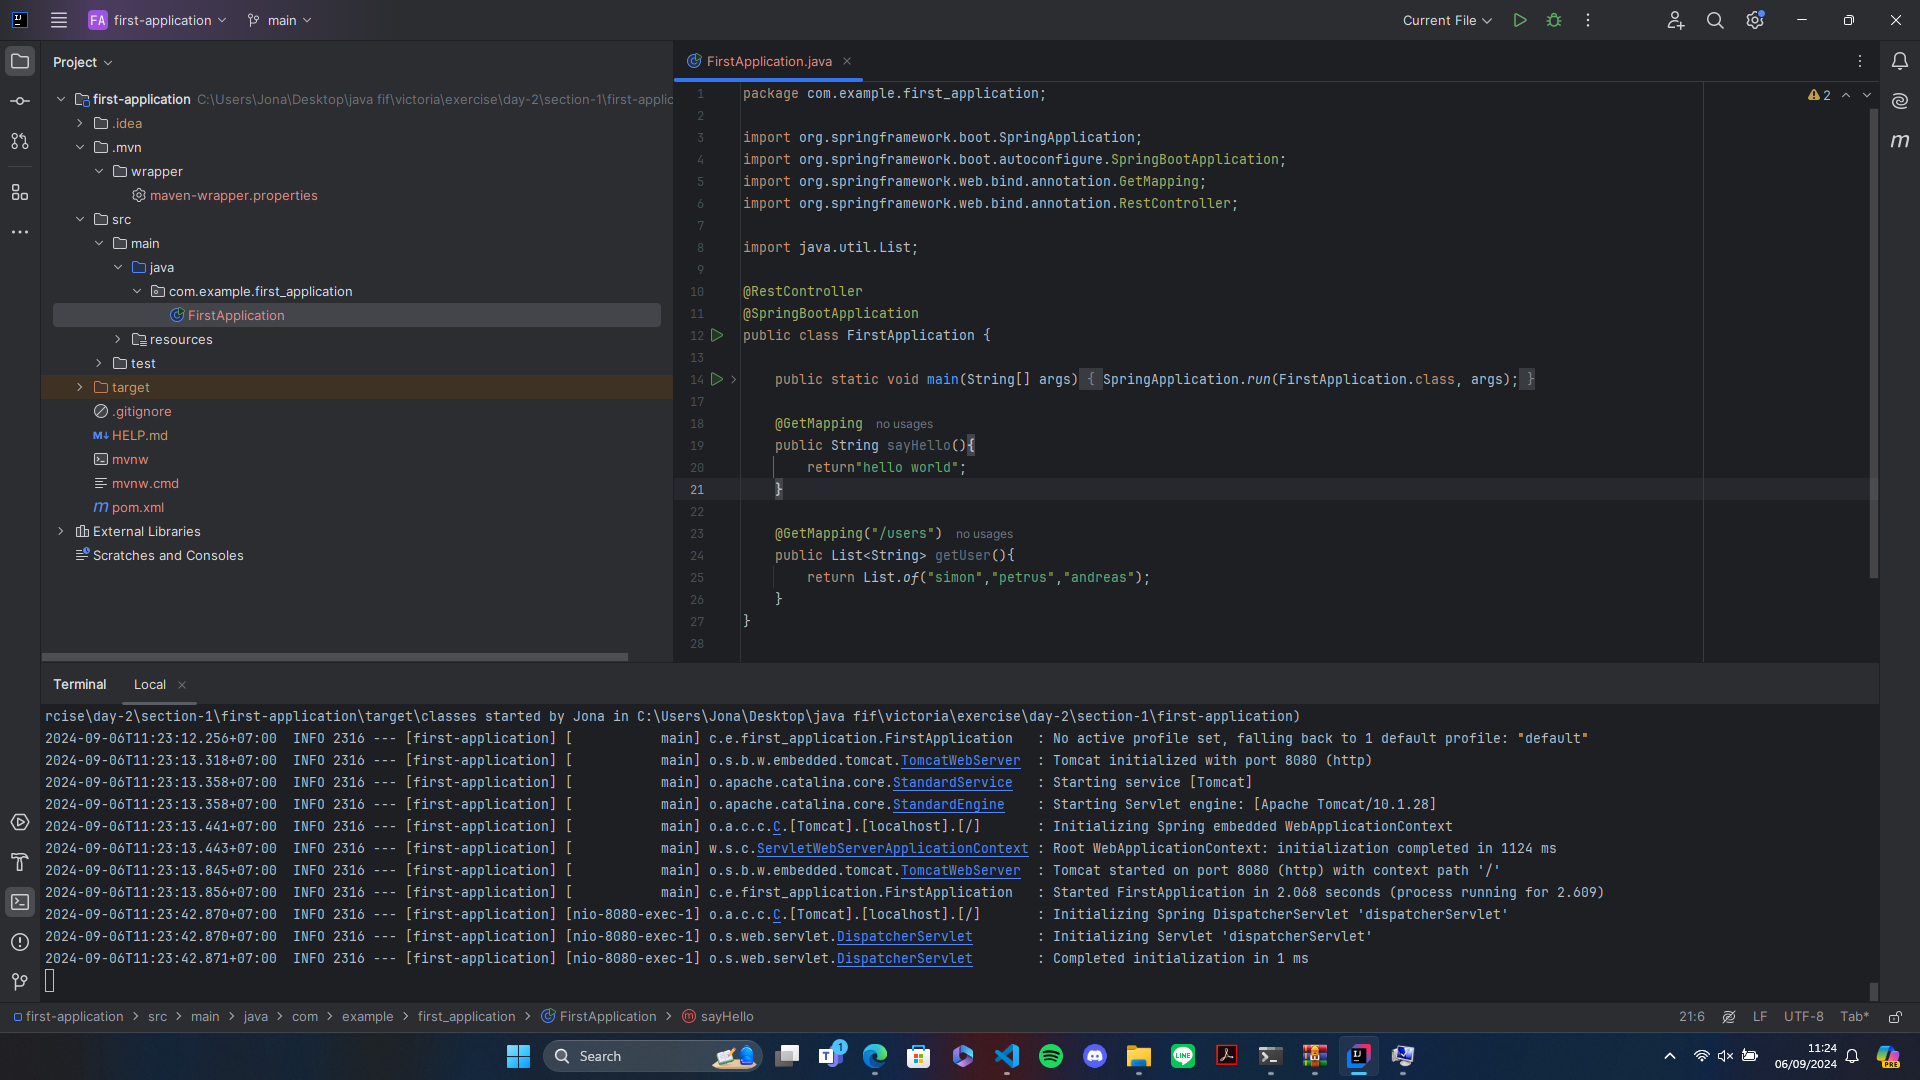 FA first-application main Current File
Project
FirstApplication.java
first-application C:\Users\Jona\Desktop\java fif\victoria\exercise\day-2\section-1\first-applic
.idea
.mvn
wrapper
maven-wrapper.properties
src
main
java
com.example.first_application
FirstApplication
resources
test
target
.gitignore
M↓ HELP.md
mvnw
mvnw.cmd
m pom.xml
External Libraries
Scratches and Consoles
2
1 package com.example.first_application;
2
3 import org.springframework.boot.SpringApplication;
4 import org.springframework.boot.autoconfigure.SpringBootApplication;
5 import org.springframework.web.bind.annotation.GetMapping;
6 import org.springframework.web.bind.annotation.RestController;
7
8 import java.util.List;
9
10 @RestController
11 @SpringBootApplication
12 public class FirstApplication {
13
14 public static void main(String[] args) { SpringApplication.run(FirstApplication.class, args); }
17
18 @GetMapping no usages
19 public String sayHello(){
20 return"hello world";
21 }
22
23 @GetMapping("/users") no usages
24 public List<String> getUser(){
25 return List.of("simon","petrus","andreas");
26 }
27 }
28
m
Terminal Local
rcise\day-2\section-1\first-application\target\classes started by Jona in C:\Users\Jona\Desktop\java fif\victoria\exercise\day-2\section-1\first-application)
2024-09-06T11:23:12.256+07:00 INFO 2316 --- [first-application] [ main] c.e.first_application.FirstApplication : No active profile set, falling back to 1 default profile: "default"
2024-09-06T11:23:13.318+07:00 INFO 2316 --- [first-application] [ main] o.s.b.w.embedded.tomcat.TomcatWebServer : Tomcat initialized with port 8080 (http)
2024-09-06T11:23:13.358+07:00 INFO 2316 --- [first-application] [ main] o.apache.catalina.core.StandardService : Starting service [Tomcat]
2024-09-06T11:23:13.358+07:00 INFO 2316 --- [first-application] [ main] o.apache.catalina.core.StandardEngine : Starting Servlet engine: [Apache Tomcat/10.1.28]
2024-09-06T11:23:13.441+07:00 INFO 2316 --- [first-application] [ main] o.a.c.c.C.[Tomcat].[localhost].[/] : Initializing Spring embedded WebApplicationContext
2024-09-06T11:23:13.443+07:00 INFO 2316 --- [first-application] [ main] w.s.c.ServletWebServerApplicationContext : Root WebApplicationContext: initialization completed in 1124 ms
2024-09-06T11:23:13.845+07:00 INFO 2316 --- [first-application] [ main] o.s.b.w.embedded.tomcat.TomcatWebServer : Tomcat started on port 8080 (http) with context path '/'
2024-09-06T11:23:13.856+07:00 INFO 2316 --- [first-application] [ main] c.e.first_application.FirstApplication : Started FirstApplication in 2.068 seconds (process running for 2.609)
2024-09-06T11:23:42.870+07:00 INFO 2316 --- [first-application] [nio-8080-exec-1] o.a.c.c.C.[Tomcat].[localhost].[/] : Initializing Spring DispatcherServlet 'dispatcherServlet'
2024-09-06T11:23:42.870+07:00 INFO 2316 --- [first-application] [nio-8080-exec-1] o.s.web.servlet.DispatcherServlet : Initializing Servlet 'dispatcherServlet'
2024-09-06T11:23:42.871+07:00 INFO 2316 --- [first-application] [nio-8080-exec-1] o.s.web.servlet.DispatcherServlet : Completed initialization in 1 ms
first-application > src > main > java > com > example > first_application > FirstApplication > sayHello 21:6 LF UTF-8 Tab*
Search 1 11:24
06/09/2024